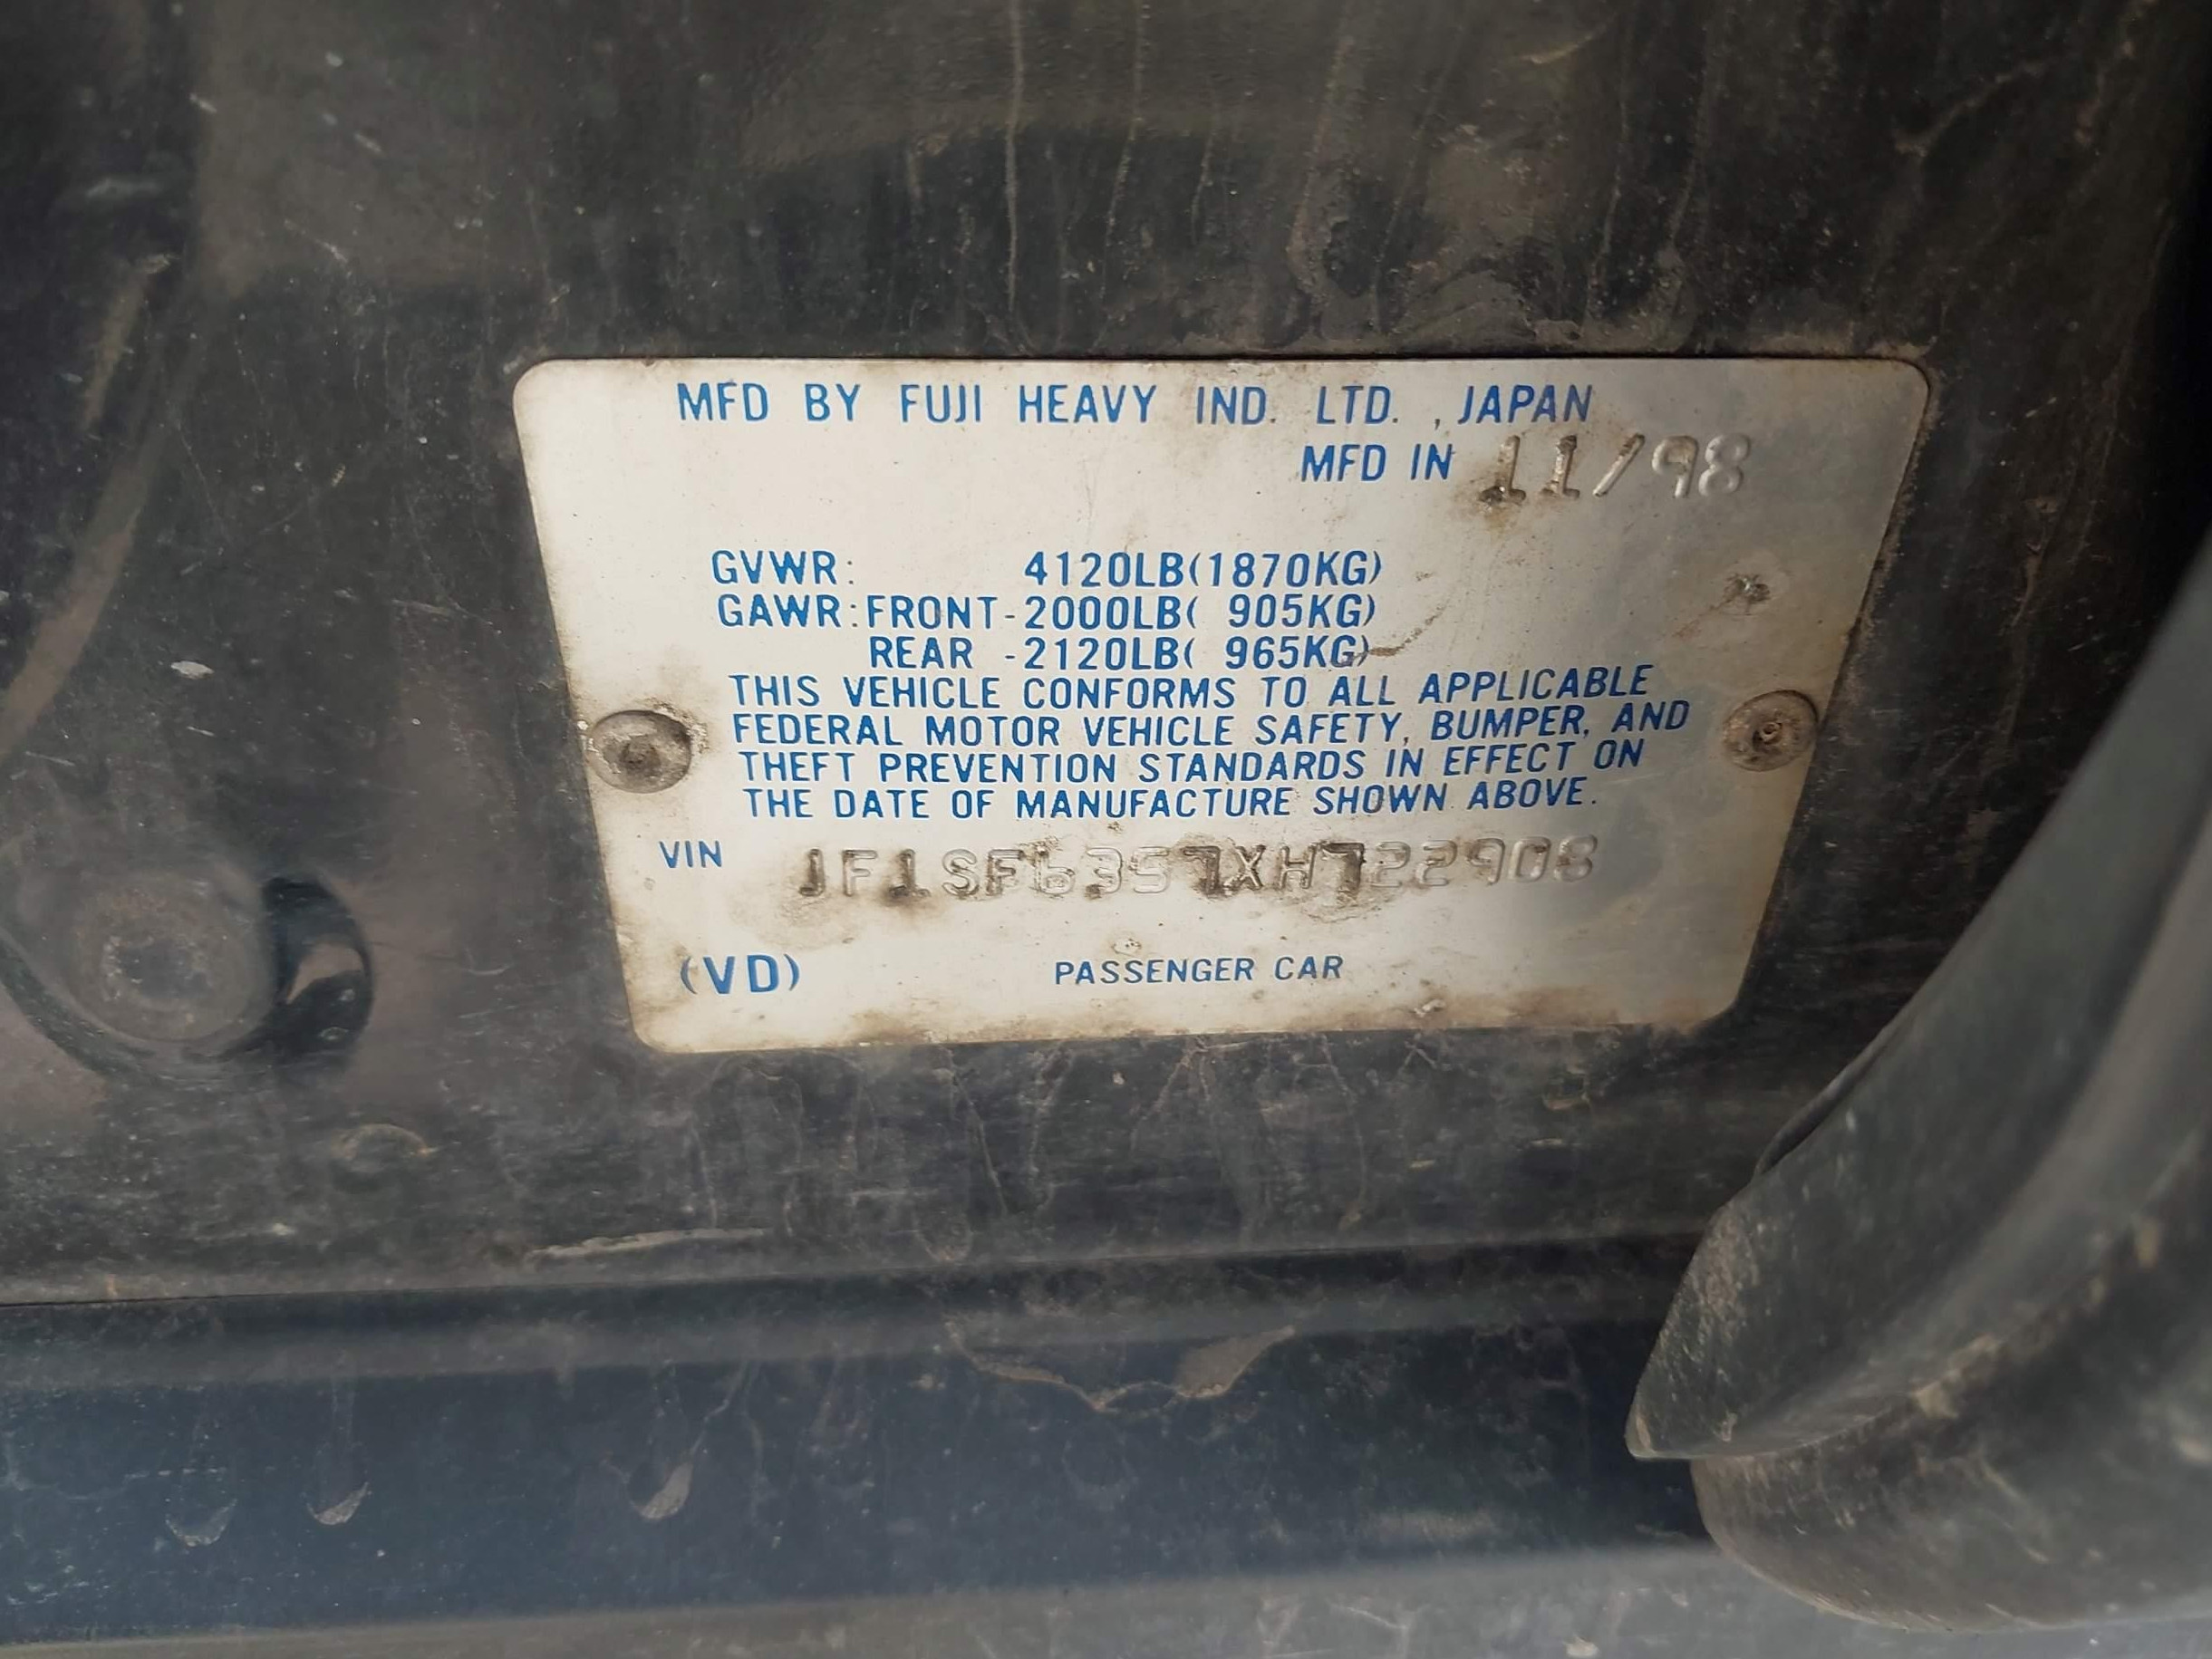 MFD BY FUJI HEAVY IND. LTD. , JAPAN
MFD IN 11/98
GVWR: 4120LB(1870KG)
GAWR:FRONT-2000LB( 905KG)
REAR -2120LB( 965KG)
THIS VEHICLE CONFORMS TO ALL APPLICABLE
FEDERAL MOTOR VEHICLE SAFETY, BUMPER, AND
THEFT PREVENTION STANDARDS IN EFFECT ON
THE DATE OF MANUFACTURE SHOWN ABOVE.
VIN JF1SF6357XH722908
(VD) PASSENGER CAR